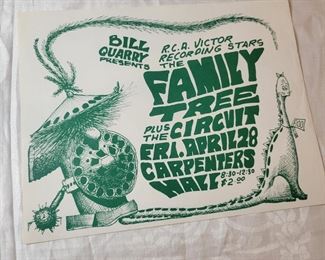 BILL
QUARRY
PRESENTS
R.C.A. VICTOR
RECORDING STARS
THE
FAMILY
TREE
PLUS
THE CIRCUIT
FRI. APRIL 28
CARPENTERS
HALL
8:30-12:30
$2.00